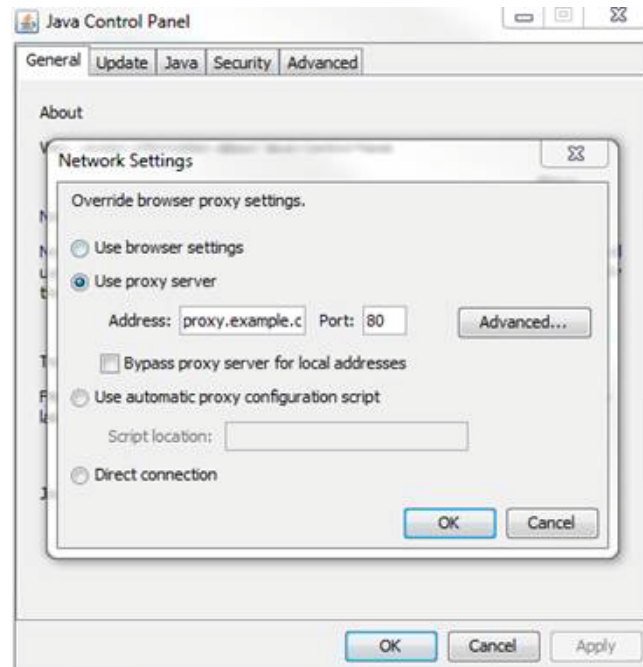 Java Control Panel
General Update Java Security Advanced
About
Network Settings
Override browser proxy settings.
Use browser settings
Use proxy server
Address: proxy.example.c Port: 80 Advanced...
Bypass proxy server for local addresses
Use automatic proxy configuration script
Script location:
Direct connection
OK Cancel
OK Cancel Apply